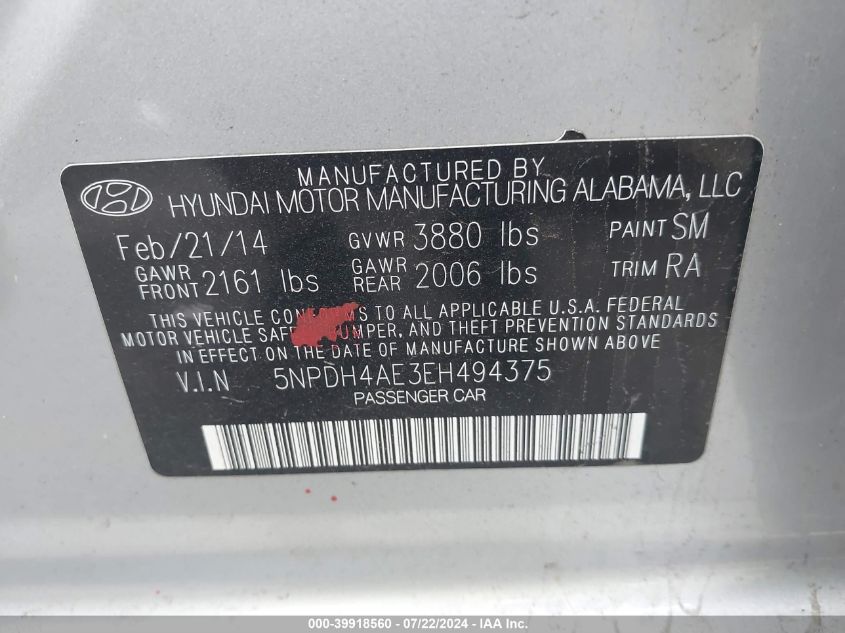 MANUFACTURED BY
HYUNDAI MOTOR MANUFACTURING ALABAMA, LLC
Feb/21/14 GVWR 3880 lbs PAINT SM
GAWR FRONT 2161 lbs GAWR REAR 2006 lbs TRIM RA
THIS VEHICLE CONFORMS TO ALL APPLICABLE U.S.A. FEDERAL
MOTOR VEHICLE BUMPER, AND THEFT PREVENTION STANDARDS
IN EFFECT ON THE DATE OF MANUFACTURE SHOWN ABOVE.
V.I.N 5NPDH4AE3EH494375
PASSENGER CAR
000-39918560 - 07/22/2024 - © IAA, Inc.